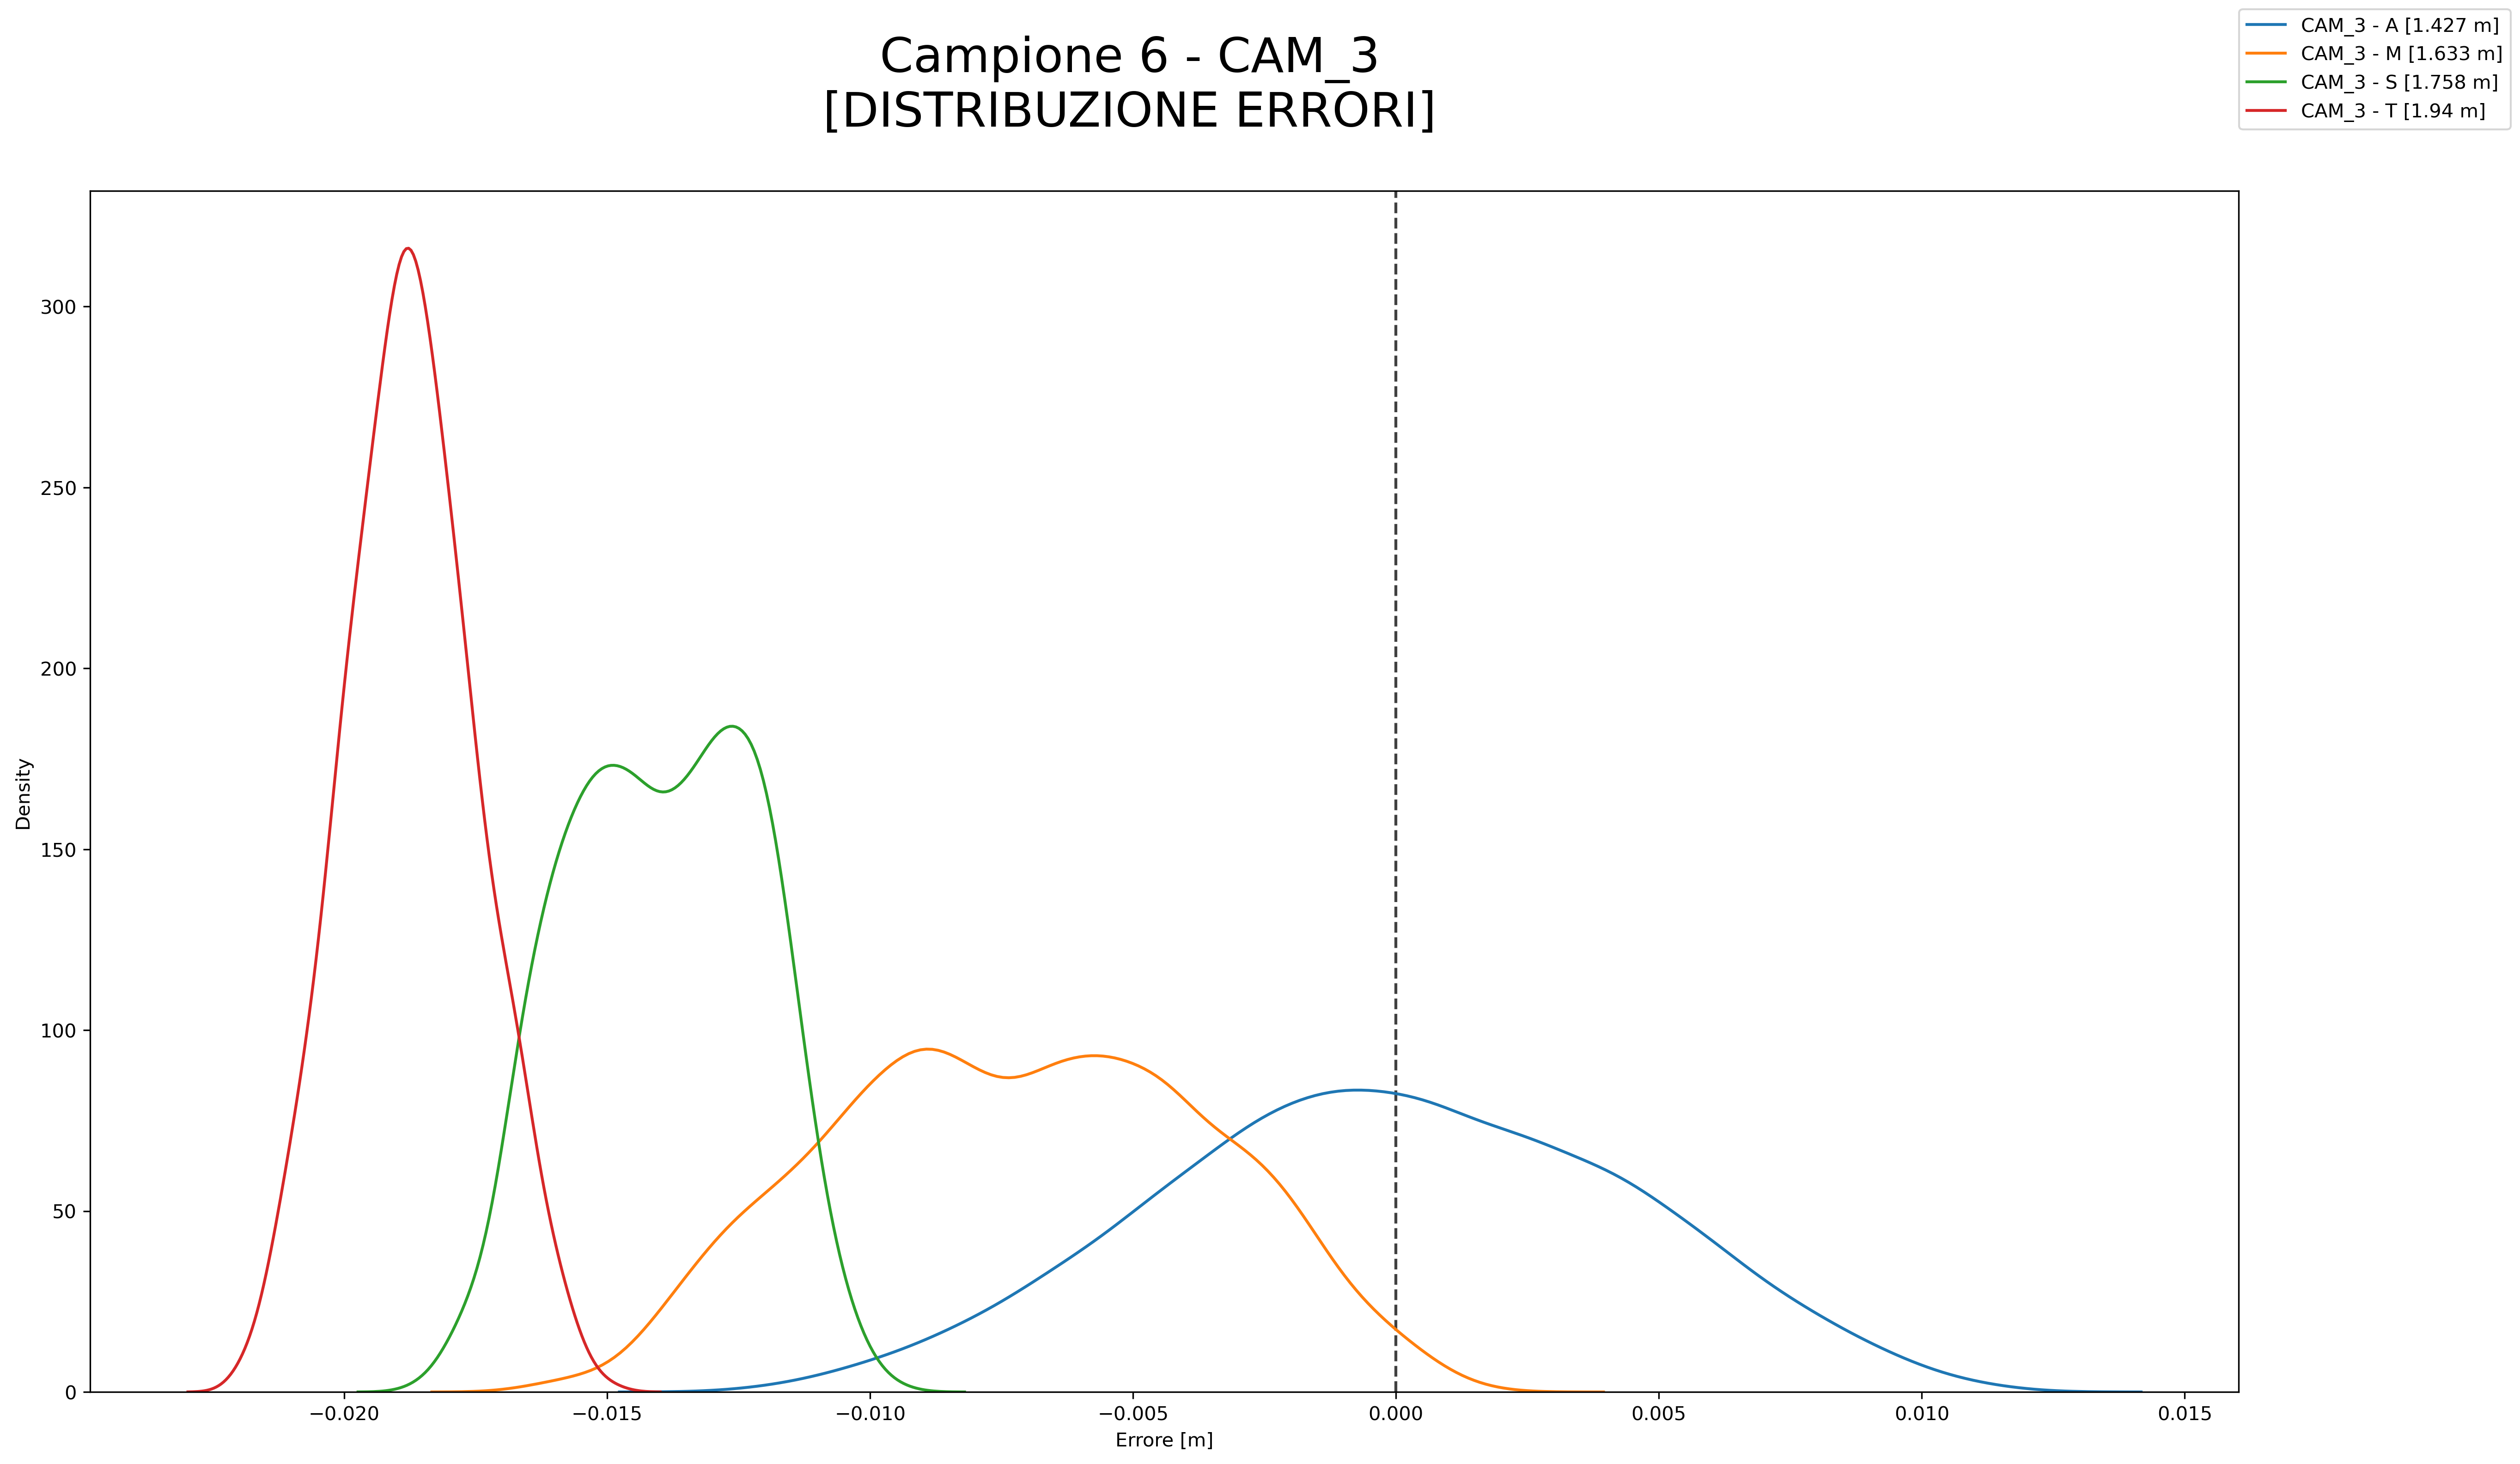 Campione 6 - CAM_3
[DISTRIBUZIONE ERRORI]
CAM_3 - A [1.427 m]
CAM_3 - M [1.633 m]
CAM_3 - S [1.758 m]
CAM_3 - T [1.94 m]
Density
300
250
200
150
100
50
0
−0.020
−0.015
−0.010
−0.005
0.000
0.005
0.010
0.015
Errore [m]